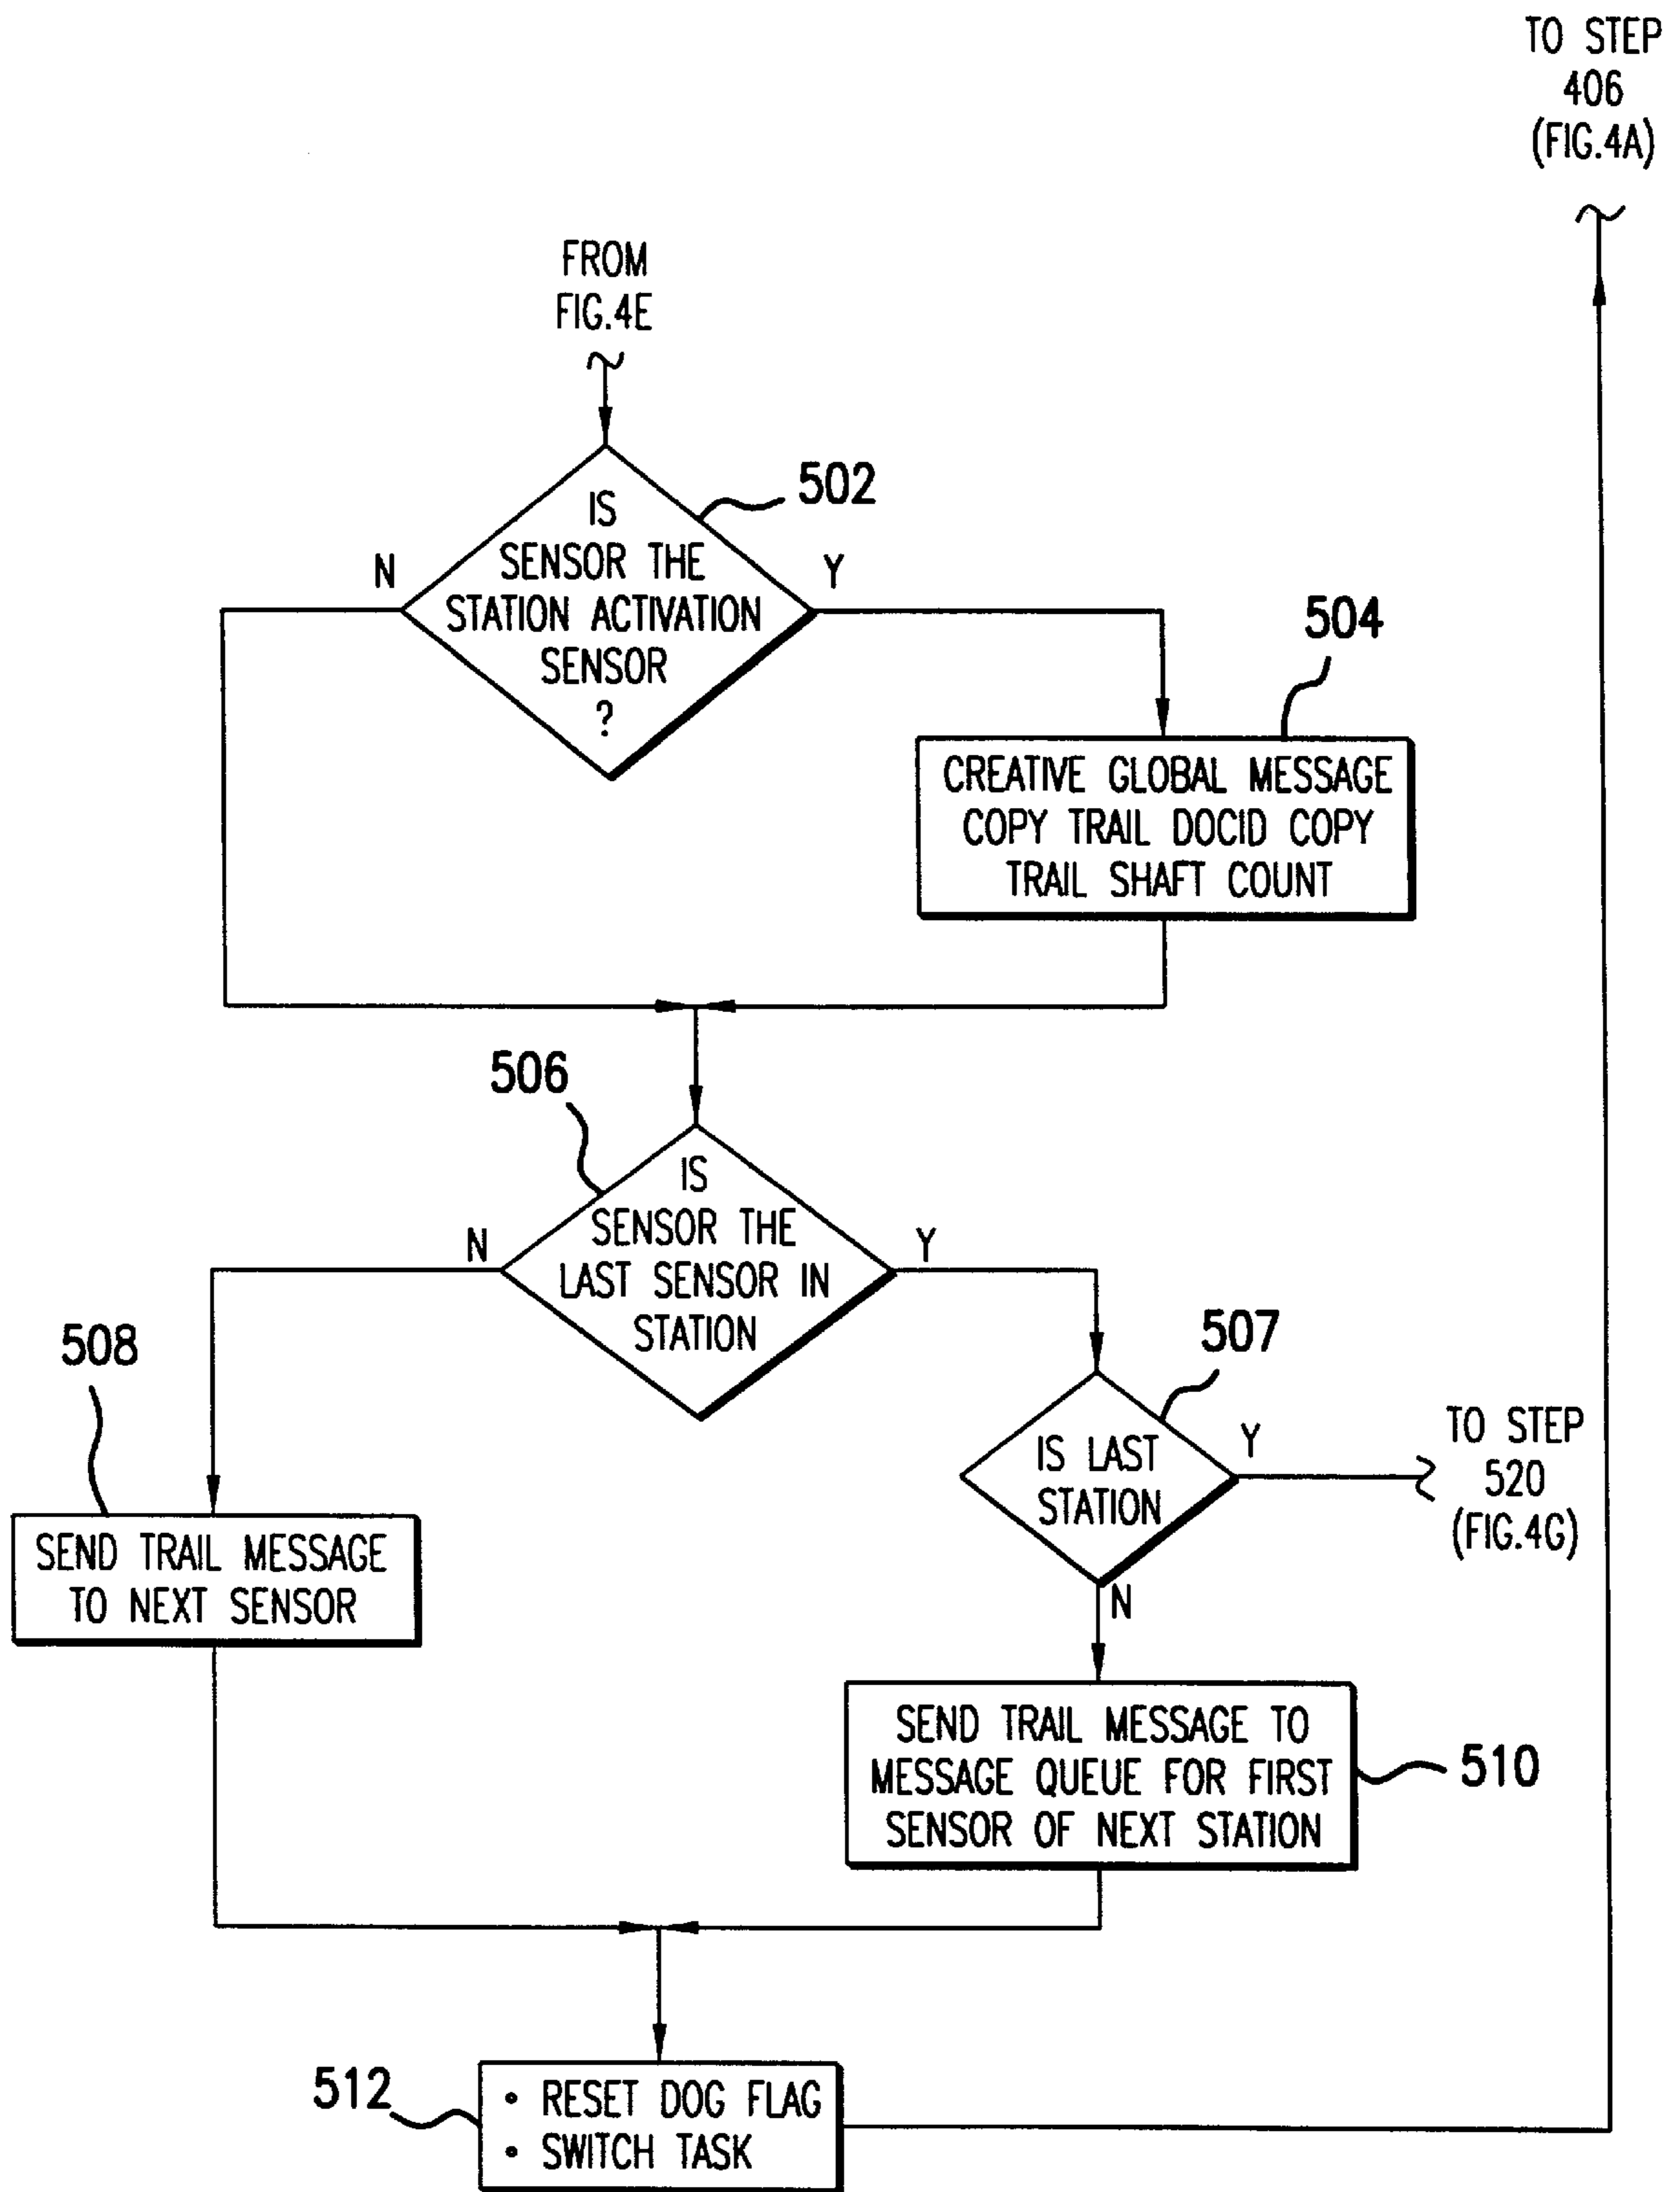 TO STEP
406
(FIG.4A)
FROM
FIG.4E
502
IS
SENSOR THE
STATION ACTIVATION
SENSOR
?
N
Y
504
CREATIVE GLOBAL MESSAGE
COPY TRAIL DOCID COPY
TRAIL SHAFT COUNT
506
IS
SENSOR THE
LAST SENSOR IN
STATION
N
Y
508
SEND TRAIL MESSAGE
TO NEXT SENSOR
507
IS LAST
STATION
Y
N
TO STEP
520
(FIG.4G)
SEND TRAIL MESSAGE TO
MESSAGE QUEUE FOR FIRST
SENSOR OF NEXT STATION
510
512
• RESET DOG FLAG
• SWITCH TASK